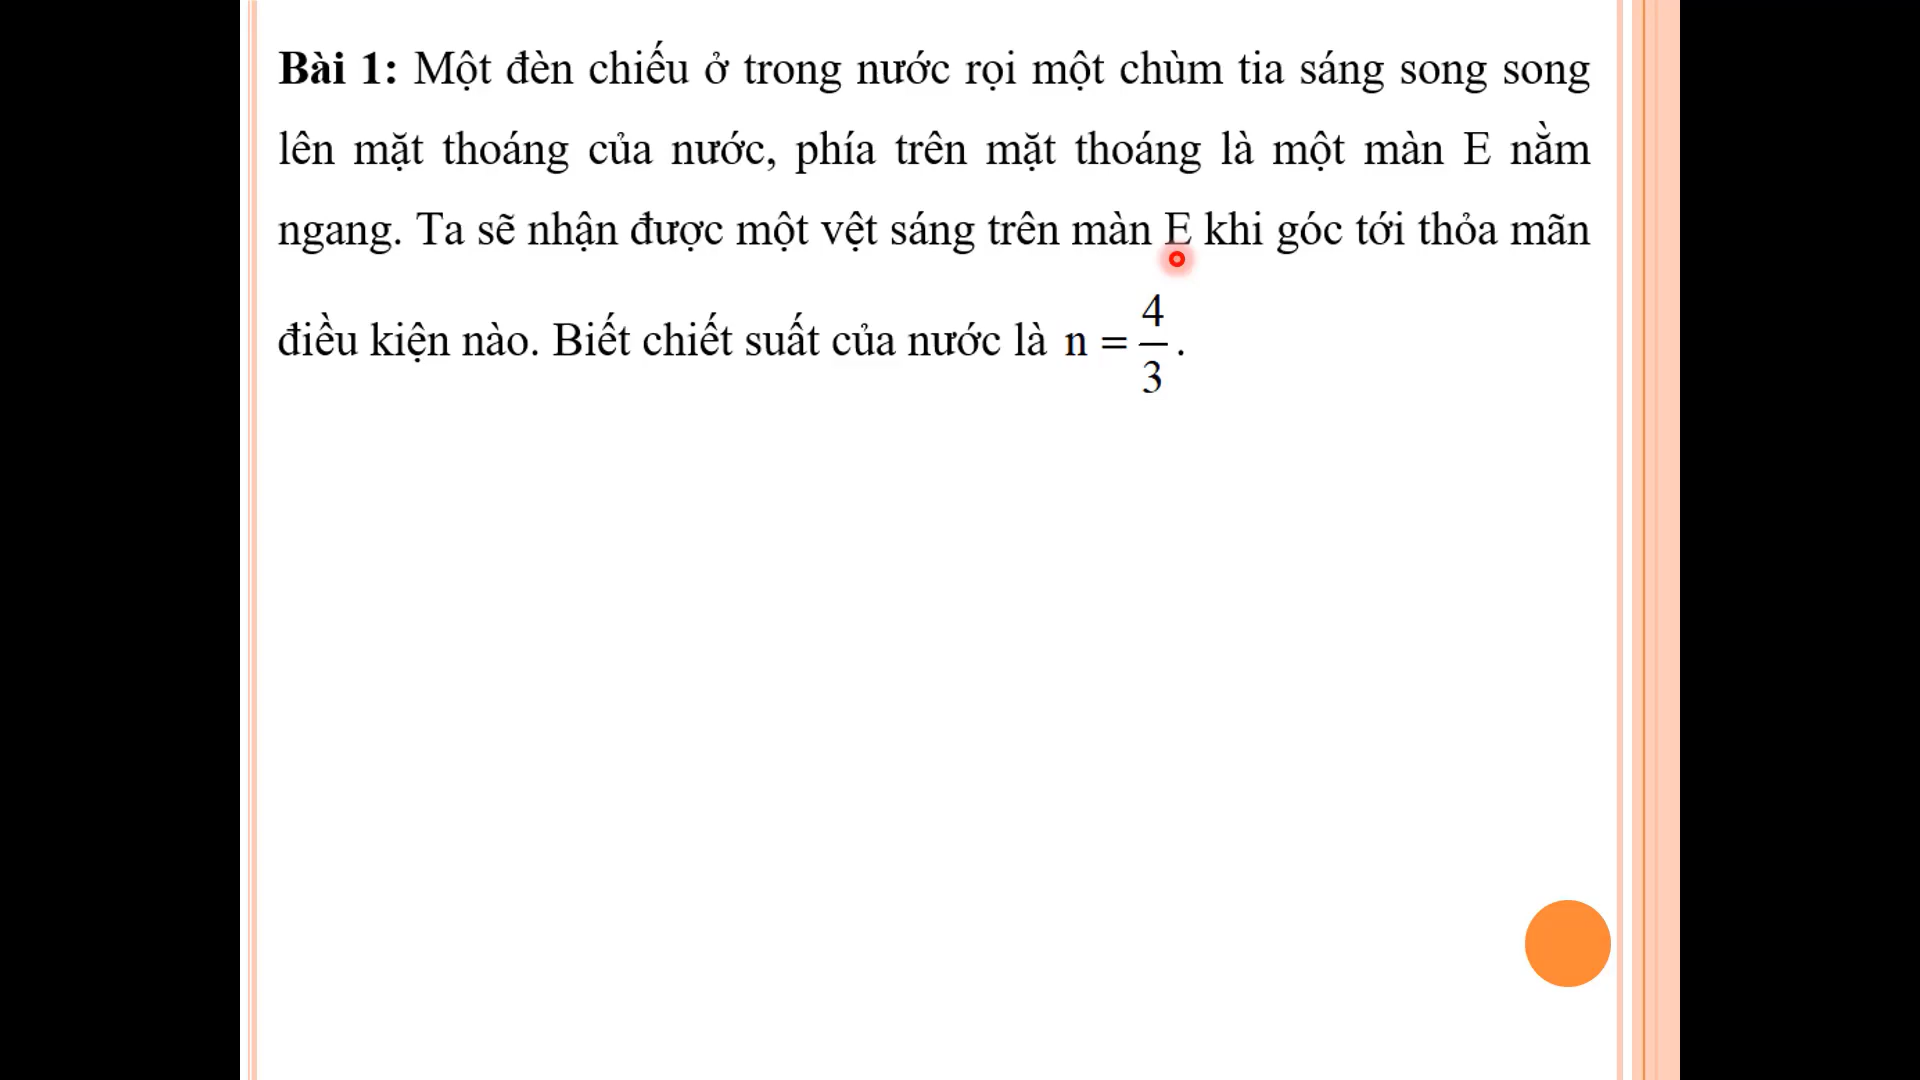 Bài 1: Một đèn chiếu ở trong nước rọi một chùm tia sáng song song
lên mặt thoáng của nước, phía trên mặt thoáng là một màn E nằm
ngang. Ta sẽ nhận được một vệt sáng trên màn E khi góc tới thỏa mãn
điều kiện nào. Biết chiết suất của nước là n = 4/3.